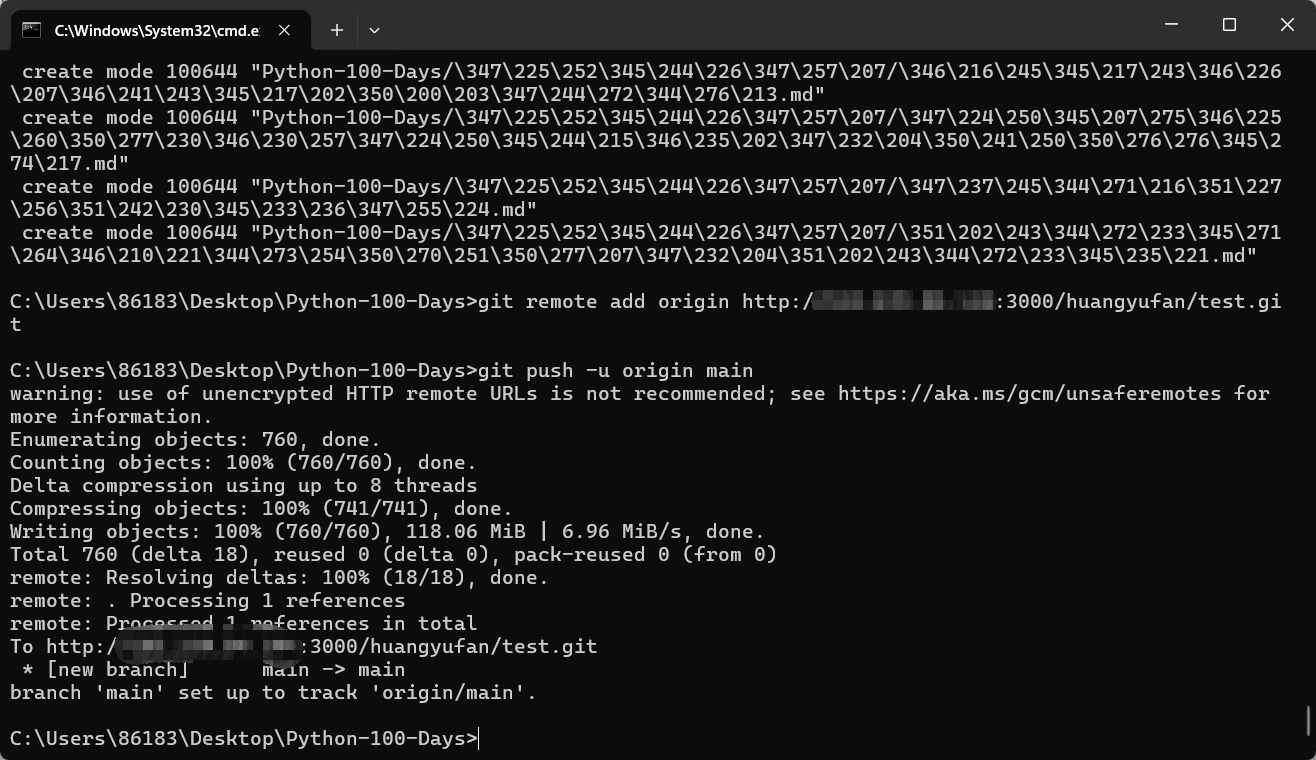 C:\Windows\System32\cmd.e
create mode 100644 "Python-100-Days/\347\225\252\345\244\226\347\257\207/\346\216\245\345\217\243\346\226
\207\346\241\243\345\217\202\350\200\203\347\244\272\344\276\213.md"
create mode 100644 "Python-100-Days/\347\225\252\345\244\226\347\257\207/\347\224\250\345\207\275\346\225
\260\350\277\230\346\230\257\347\224\250\345\244\215\346\235\202\347\232\204\350\241\250\350\276\276\345\2
74\217.md"
create mode 100644 "Python-100-Days/\347\225\252\345\244\226\347\257\207/\347\237\245\344\271\216\351\227
\256\351\242\230\345\233\236\347\255\224.md"
create mode 100644 "Python-100-Days/\347\225\252\345\244\226\347\257\207/\351\202\243\344\272\233\345\271
\264\346\210\221\344\273\254\350\270\251\350\277\207\347\232\204\351\202\243\344\272\233\345\235\221.md"
C:\Users\86183\Desktop\Python-100-Days>git remote add origin http:/ :3000/huangyufan/test.gi
t
C:\Users\86183\Desktop\Python-100-Days>git push -u origin main
warning: use of unencrypted HTTP remote URLs is not recommended; see https://aka.ms/gcm/unsaferemotes for
more information.
Enumerating objects: 760, done.
Counting objects: 100% (760/760), done.
Delta compression using up to 8 threads
Compressing objects: 100% (741/741), done.
Writing objects: 100% (760/760), 118.06 MiB | 6.96 MiB/s, done.
Total 760 (delta 18), reused 0 (delta 0), pack-reused 0 (from 0)
remote: Resolving deltas: 100% (18/18), done.
remote: . Processing 1 references
remote: Processed 1 references in total
To http:/ :3000/huangyufan/test.git
* [new branch]      main -> main
branch 'main' set up to track 'origin/main'.
C:\Users\86183\Desktop\Python-100-Days>